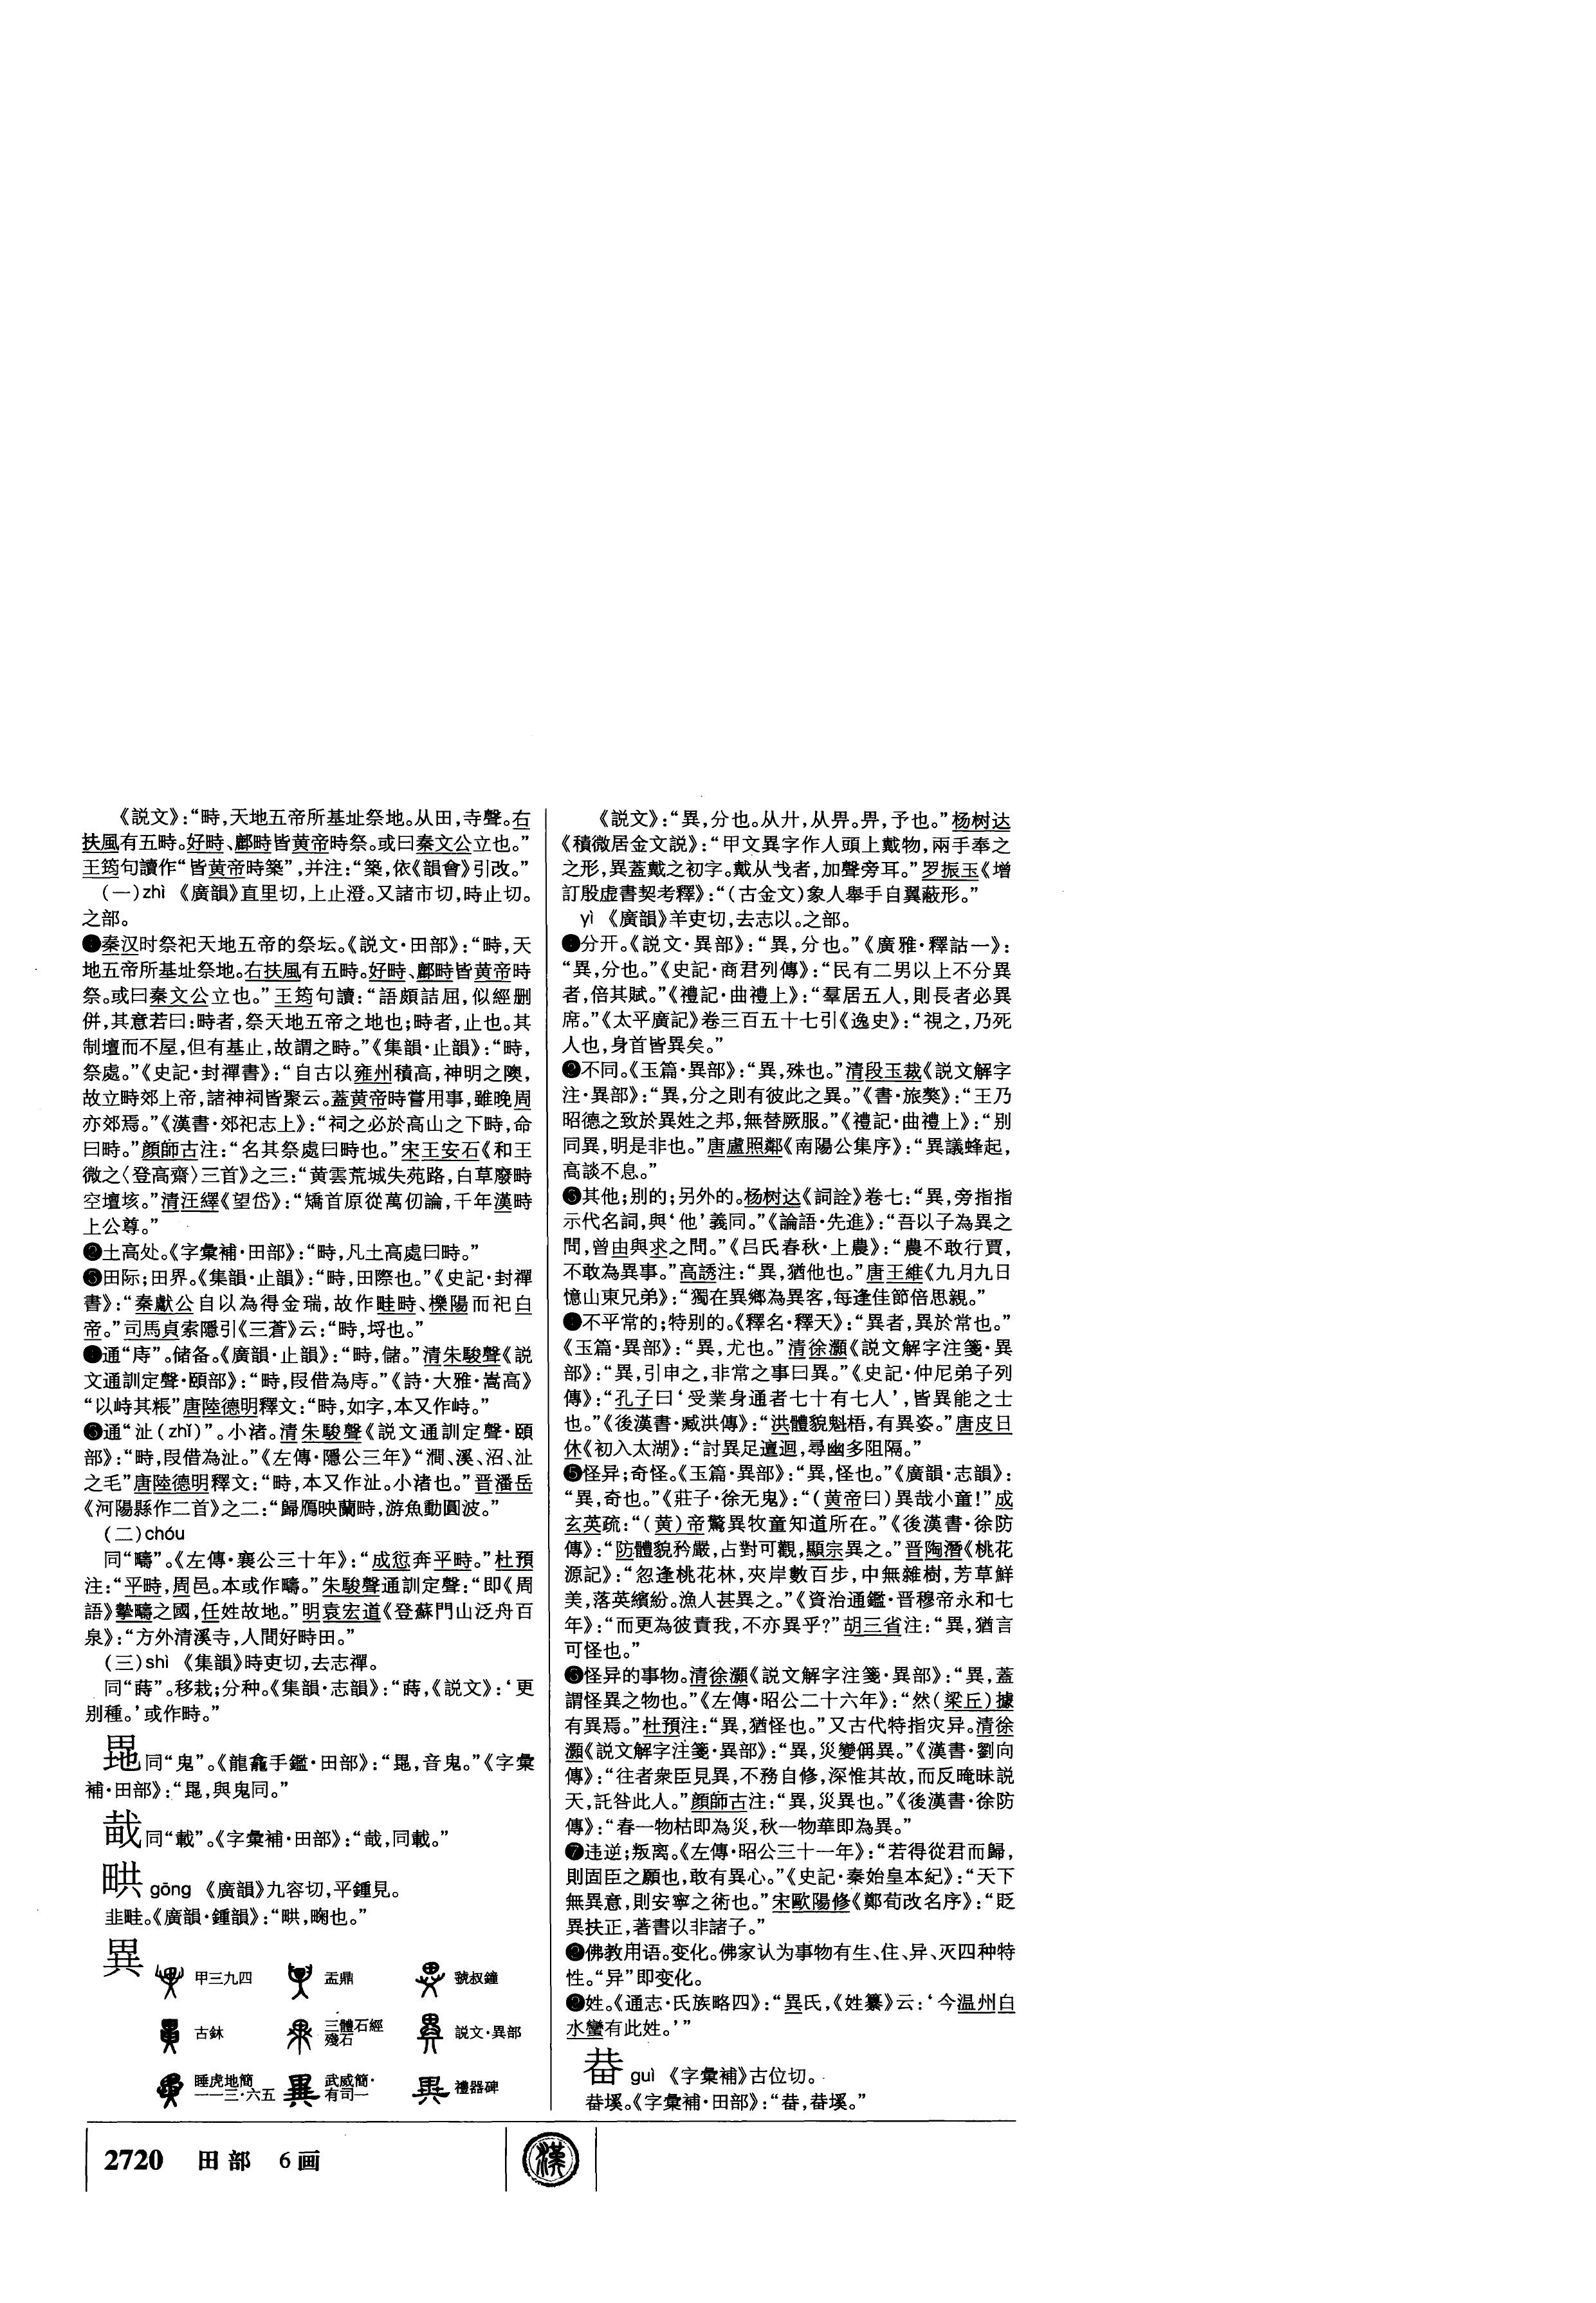 《説文》：“畤，天地五帝所基址祭地。从田，寺聲。右
扶風有五畤。好畤、鄜畤皆黄帝時祭。或曰秦文公立也。”
王筠句讀作“皆黄帝時築”，并注：“築，依《韻會》引改。”
（一）zhì 《廣韻》直里切，上止澄。又諸市切，時止切。
之部。
❶秦汉时祭祀天地五帝的祭坛。《説文·田部》：“畤，天
地五帝所基址祭地。右扶風有五畤。好畤、鄜畤皆黄帝時
祭。或曰秦文公立也。”王筠句讀：“語頗詰屈，似經删
併，其意若曰：畤者，祭天地五帝之地也；畤者，止也。其
制壇而不屋，但有基止，故謂之畤。”《集韻·止韻》：“畤，
祭處。”《史記·封禪書》：“自古以雍州積高，神明之隩，
故立畤郊上帝，諸神祠皆聚云。蓋黄帝時嘗用事，雖晚周
亦郊焉。”《漢書·郊祀志上》：“祠之必於高山之下畤，命
曰畤。”顔師古注：“名其祭處曰畤也。”宋王安石《和王
微之〈登高齋〉三首》之三：“黄雲荒城失苑路，白草廢畤
空壇垓。”清汪繹《望岱》：“矯首原從萬仞論，千年漢畤
上公尊。”
❷土高处。《字彙補·田部》：“畤，凡土高處曰畤。”
❸田际；田界。《集韻·止韻》：“畤，田際也。”《史記·封禪
書》：“秦獻公自以為得金瑞，故作畦畤、櫟陽而祀白
帝。”司馬貞索隱引《三蒼》云：“畤，埒也。”
❹通“庤”。储备。《廣韻·止韻》：“畤，儲。”清朱駿聲《説
文通訓定聲·頤部》：“畤，叚借為庤。”《詩·大雅·嵩高》
“以峙其粻”唐陸德明釋文：“畤，如字，本又作峙。”
❺通“沚（zhǐ）”。小渚。清朱駿聲《説文通訓定聲·頤
部》：“畤，叚借為沚。”《左傳·隱公三年》“澗、溪、沼、沚
之毛”唐陸德明釋文：“畤，本又作沚。小渚也。”晋潘岳
《河陽縣作二首》之二：“歸鴈映蘭畤，游魚動圓波。”
（二）chóu
同“疇”。《左傳·襄公三十年》：“成愆奔平畤。”杜預
注：“平畤，周邑。本或作疇。”朱駿聲通訓定聲：“即《周
語》摯疇之國，任姓故地。”明袁宏道《登蘇門山泛舟百
泉》：“方外清溪寺，人間好畤田。”
（三）shì 《集韻》時吏切，去志禪。
同“蒔”。移栽；分种。《集韻·志韻》：“蒔，《説文》：‘更
别種。’或作畤。”
同“鬼”。《龍龕手鑑·田部》：“，音鬼。”《字彙
補·田部》：“，與鬼同。”
同“載”。《字彙補·田部》：“，同載。”
㽓 gōng 《廣韻》九容切，平鍾見。
韭畦。《廣韻·鍾韻》：“，畮也。”
異
甲三九四 盂鼎 虢叔鐘
古鉥 三體石經殘石 説文·異部
睡虎地簡一一三·六五 武威簡·有司一 禮器碑
《説文》：“異，分也。从廾，从畀。畀，予也。”杨树达
《積微居金文説》：“甲文異字作人頭上戴物，兩手奉之
之形，異蓋戴之初字。戴从𢦏者，加聲旁耳。”罗振玉《增
訂殷虚書契考釋》：“（古金文）象人舉手自翼蔽形。”
yì 《廣韻》羊吏切，去志以。之部。
❶分开。《説文·異部》：“異，分也。”《廣雅·釋詁一》：
“異，分也。”《史記·商君列傳》：“民有二男以上不分異
者，倍其賦。”《禮記·曲禮上》：“羣居五人，則長者必異
席。”《太平廣記》卷三百五十七引《逸史》：“視之，乃死
人也，身首皆異矣。”
❷不同。《玉篇·異部》：“異，殊也。”清段玉裁《説文解字
注·異部》：“異，分之則有彼此之異。”《書·旅獒》：“王乃
昭德之致於異姓之邦，無替厥服。”《禮記·曲禮上》：“别
同異，明是非也。”唐盧照鄰《南陽公集序》：“異議蜂起，
高談不息。”
❸其他；别的；另外的。杨树达《詞詮》卷七：“異，旁指指
示代名詞，與‘他’義同。”《論語·先進》：“吾以子為異之
問，曾由與求之問。”《吕氏春秋·上農》：“農不敢行賈，
不敢為異事。”高誘注：“異，猶他也。”唐王維《九月九日
憶山東兄弟》：“獨在異鄉為異客，每逢佳節倍思親。”
❹不平常的；特别的。《釋名·釋天》：“異者，異於常也。”
《玉篇·異部》：“異，尤也。”清徐灝《説文解字注箋·異
部》：“異，引申之，非常之事曰異。”《史記·仲尼弟子列
傳》：“孔子曰‘受業身通者七十有七人’，皆異能之士
也。”《後漢書·臧洪傳》：“洪體貌魁梧，有異姿。”唐皮日
休《初入太湖》：“討異足邅迴，尋幽多阻隔。”
❺怪异；奇怪。《玉篇·異部》：“異，怪也。”《廣韻·志韻》：
“異，奇也。”《莊子·徐无鬼》：“（黄帝曰）異哉小童！”成
玄英疏：“（黄）帝驚異牧童知道所在。”《後漢書·徐防
傳》：“防體貌矜嚴，占對可觀，顯宗異之。”晋陶潛《桃花
源記》：“忽逢桃花林，夾岸數百步，中無雜樹，芳草鮮
美，落英繽紛。漁人甚異之。”《資治通鑑·晋穆帝永和七
年》：“而更為彼責我，不亦異乎？”胡三省注：“異，猶言
可怪也。”
❻怪异的事物。清徐灝《説文解字注箋·異部》：“異，蓋
謂怪異之物也。”《左傳·昭公二十六年》：“然（梁丘）據
有異焉。”杜預注：“異，猶怪也。”又古代特指灾异。清徐
灝《説文解字注箋·異部》：“異，災變偁異。”《漢書·劉向
傳》：“往者衆臣見異，不務自修，深惟其故，而反晻昧説
天，託咎此人。”顔師古注：“異，災異也。”《後漢書·徐防
傳》：“春一物枯即為災，秋一物華即為異。”
❼违逆；叛离。《左傳·昭公三十一年》：“若得從君而歸，
則固臣之願也，敢有異心。”《史記·秦始皇本紀》：“天下
無異意，則安寧之術也。”宋歐陽修《鄭荀改名序》：“貶
異扶正，著書以非諸子。”
❽佛教用语。变化。佛家认为事物有生、住、异、灭四种特
性。“异”即变化。
❾姓。《通志·氏族略四》：“異氏，《姓纂》云：‘今温州白
水蠻有此姓。’”
guì 《字彙補》古位切。
溪。《字彙補·田部》：“，溪。”
2720 田部 6画
漢